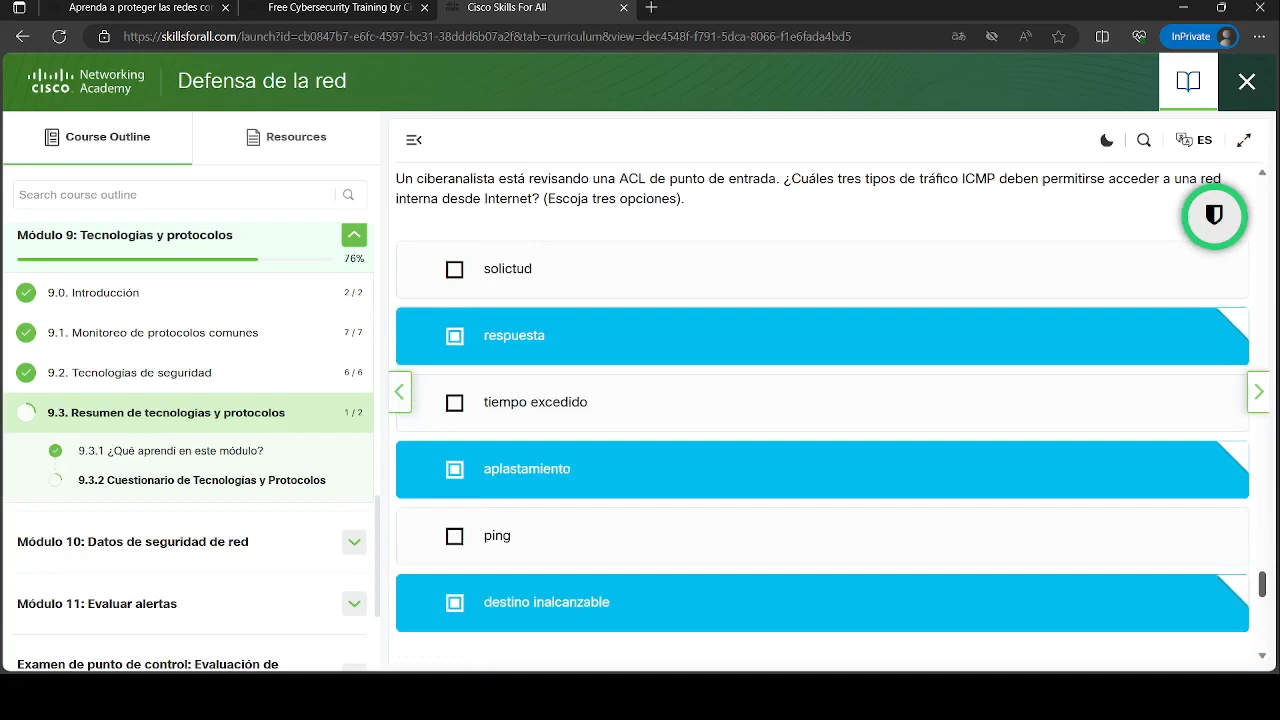 Aprenda a proteger las redes cor
Free Cybersecurity Training by Ci
Cisco Skills For All
https://skillsforall.com/launch?id=cb0847b7-e6fc-4597-bc31-38ddd6b07a2f&tab=curriculum&view=dec4548f-f791-5dca-8066-f1e6fada4bd5
InPrivate
Networking
CISCO Academy
Defensa de la red
Course Outline
Resources
ES
Search course outline
Módulo 9: Tecnologías y protocolos
76%
9.0. Introducción
2 / 2
9.1. Monitoreo de protocolos comunes
7 / 7
9.2. Tecnologías de seguridad
6 / 6
9.3. Resumen de tecnologías y protocolos
1 / 2
9.3.1 ¿Qué aprendí en este módulo?
9.3.2 Cuestionario de Tecnologías y Protocolos
Módulo 10: Datos de seguridad de red
Módulo 11: Evaluar alertas
Examen de punto de control: Evaluación de
Un ciberanalista está revisando una ACL de punto de entrada. ¿Cuáles tres tipos de tráfico ICMP deben permitirse acceder a una red
interna desde Internet? (Escoja tres opciones).
solicitud
respuesta
tiempo excedido
aplastamiento
ping
destino inalcanzable